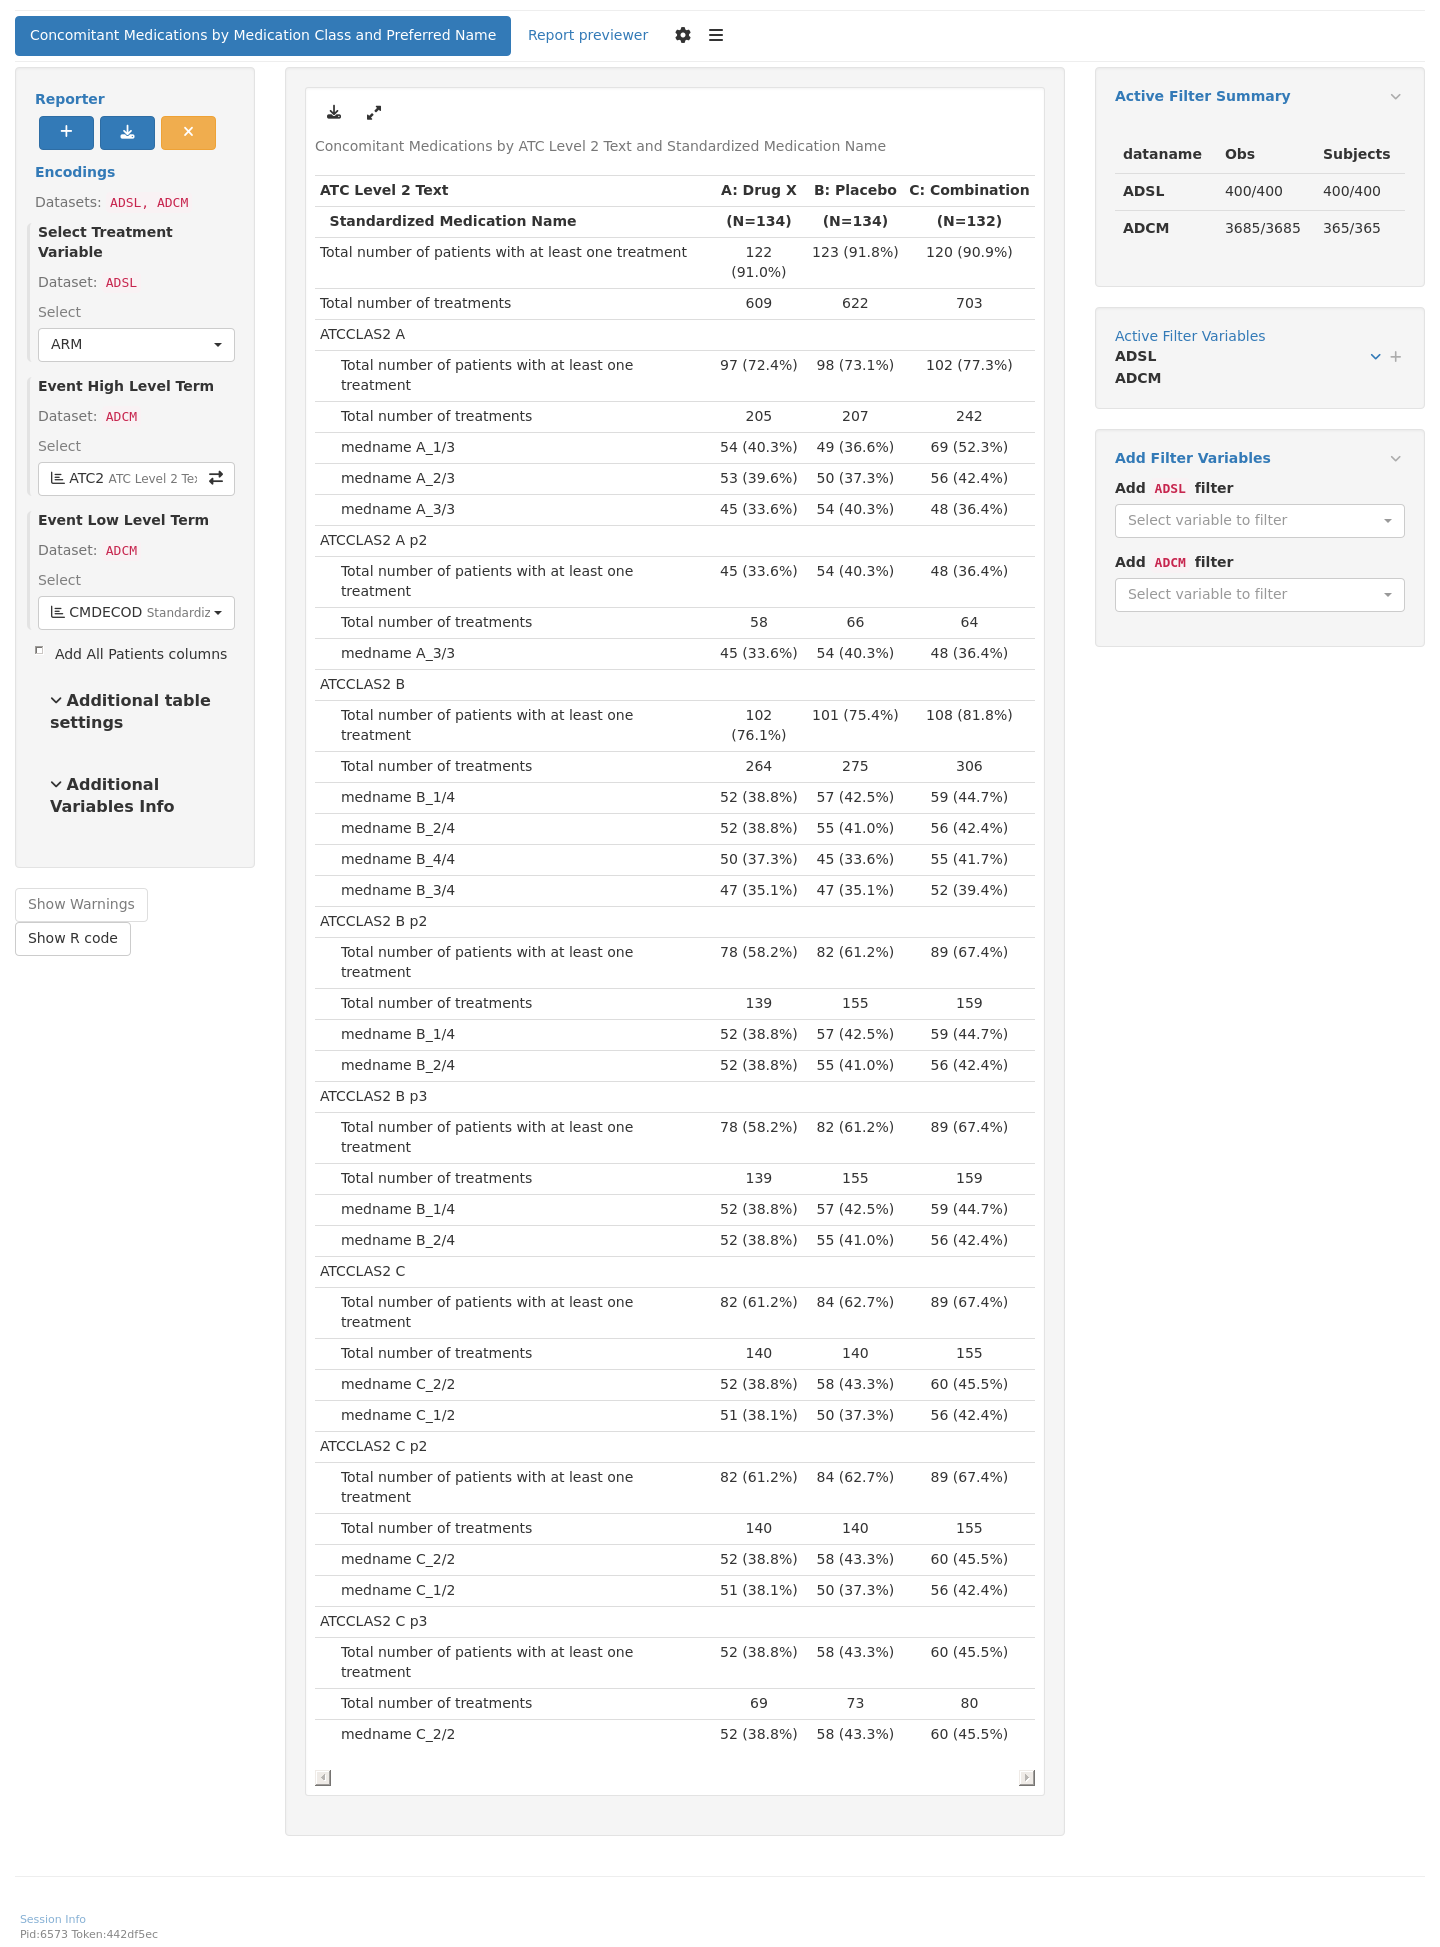 Concomitant Medications by Medication Class and Preferred Name Report previewer
Reporter
Encodings
Datasets: ADSL, ADCM
Select Treatment
Variable
Dataset: ADSL
Select
ARM
Event High Level Term
Dataset: ADCM
Select
ATC2 ATC Level 2 Tex
Event Low Level Term
Dataset: ADCM
Select
CMDECOD Standardiz
Add All Patients columns
Additional table
settings
Additional
Variables Info
Show Warnings
Show R code
Concomitant Medications by ATC Level 2 Text and Standardized Medication Name
ATC Level 2 Text A: Drug X B: Placebo C: Combination
Standardized Medication Name (N=134) (N=134) (N=132)
Total number of patients with at least one treatment 122 123 (91.8%) 120 (90.9%)
(91.0%)
Total number of treatments 609 622 703
ATCCLAS2 A
Total number of patients with at least one 97 (72.4%) 98 (73.1%) 102 (77.3%)
treatment
Total number of treatments 205 207 242
medname A_1/3 54 (40.3%) 49 (36.6%) 69 (52.3%)
medname A_2/3 53 (39.6%) 50 (37.3%) 56 (42.4%)
medname A_3/3 45 (33.6%) 54 (40.3%) 48 (36.4%)
ATCCLAS2 A p2
Total number of patients with at least one 45 (33.6%) 54 (40.3%) 48 (36.4%)
treatment
Total number of treatments 58 66 64
medname A_3/3 45 (33.6%) 54 (40.3%) 48 (36.4%)
ATCCLAS2 B
Total number of patients with at least one 102 101 (75.4%) 108 (81.8%)
treatment (76.1%)
Total number of treatments 264 275 306
medname B_1/4 52 (38.8%) 57 (42.5%) 59 (44.7%)
medname B_2/4 52 (38.8%) 55 (41.0%) 56 (42.4%)
medname B_4/4 50 (37.3%) 45 (33.6%) 55 (41.7%)
medname B_3/4 47 (35.1%) 47 (35.1%) 52 (39.4%)
ATCCLAS2 B p2
Total number of patients with at least one 78 (58.2%) 82 (61.2%) 89 (67.4%)
treatment
Total number of treatments 139 155 159
medname B_1/4 52 (38.8%) 57 (42.5%) 59 (44.7%)
medname B_2/4 52 (38.8%) 55 (41.0%) 56 (42.4%)
ATCCLAS2 B p3
Total number of patients with at least one 78 (58.2%) 82 (61.2%) 89 (67.4%)
treatment
Total number of treatments 139 155 159
medname B_1/4 52 (38.8%) 57 (42.5%) 59 (44.7%)
medname B_2/4 52 (38.8%) 55 (41.0%) 56 (42.4%)
ATCCLAS2 C
Total number of patients with at least one 82 (61.2%) 84 (62.7%) 89 (67.4%)
treatment
Total number of treatments 140 140 155
medname C_2/2 52 (38.8%) 58 (43.3%) 60 (45.5%)
medname C_1/2 51 (38.1%) 50 (37.3%) 56 (42.4%)
ATCCLAS2 C p2
Total number of patients with at least one 82 (61.2%) 84 (62.7%) 89 (67.4%)
treatment
Total number of treatments 140 140 155
medname C_2/2 52 (38.8%) 58 (43.3%) 60 (45.5%)
medname C_1/2 51 (38.1%) 50 (37.3%) 56 (42.4%)
ATCCLAS2 C p3
Total number of patients with at least one 52 (38.8%) 58 (43.3%) 60 (45.5%)
treatment
Total number of treatments 69 73 80
medname C_2/2 52 (38.8%) 58 (43.3%) 60 (45.5%)
Active Filter Summary
dataname Obs Subjects
ADSL 400/400 400/400
ADCM 3685/3685 365/365
Active Filter Variables
ADSL
ADCM
Add Filter Variables
Add ADSL filter
Select variable to filter
Add ADCM filter
Select variable to filter
Session Info
Pid:6573 Token:442df5ec